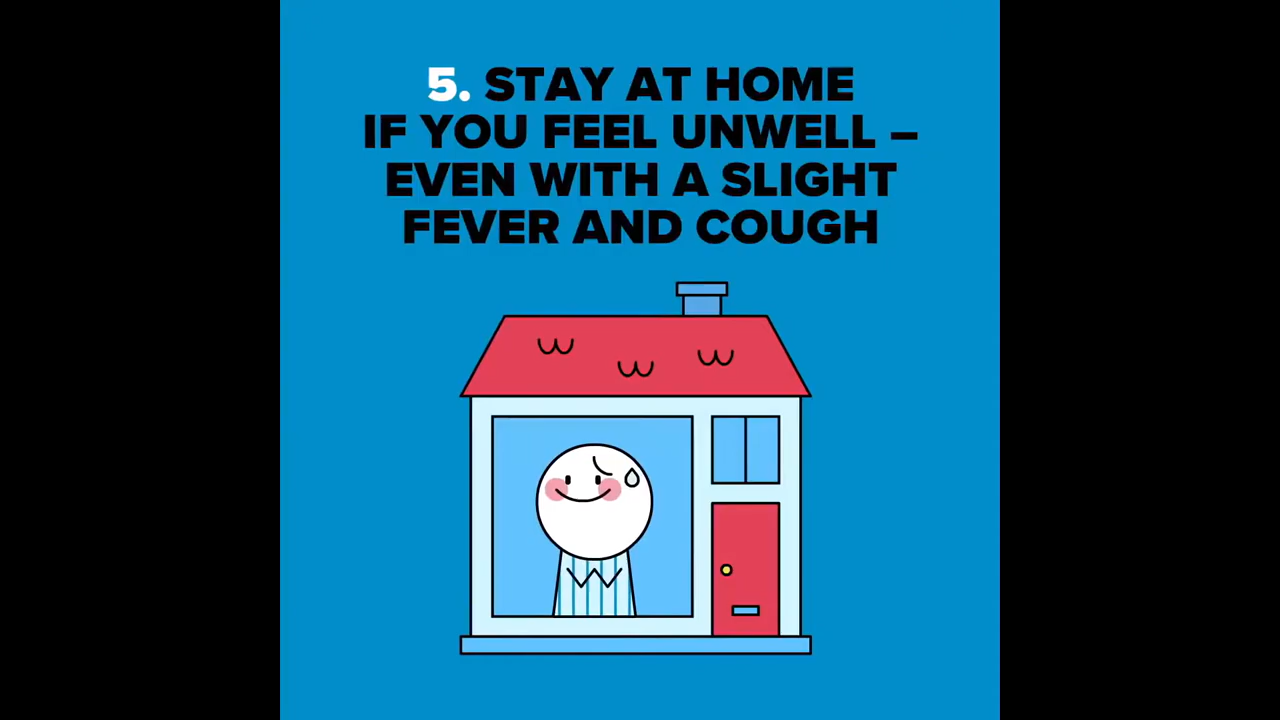 5. STAY AT HOME
IF YOU FEEL UNWELL –
EVEN WITH A SLIGHT
FEVER AND COUGH